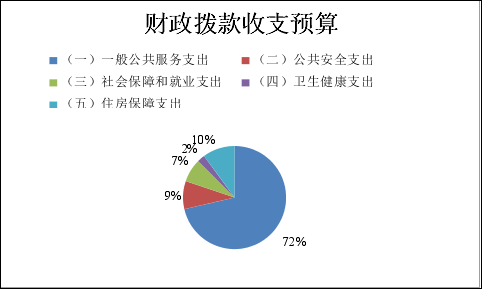 财政拨款收支预算
（一）一般公共服务支出 （二）公共安全支出
（三）社会保障和就业支出 （四）卫生健康支出
（五）住房保障支出
10%
2%
7%
9%
72%